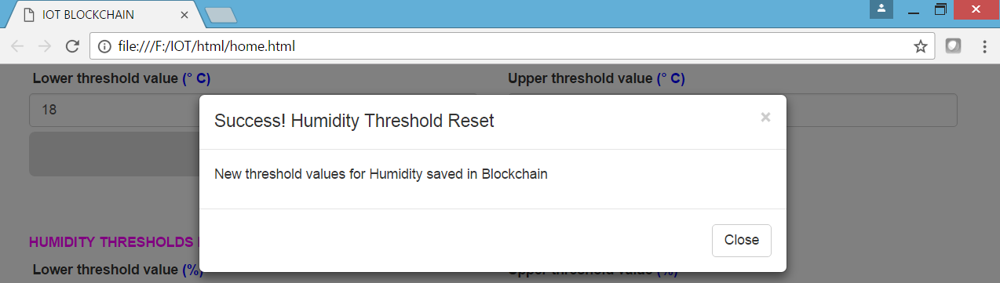 IOT BLOCKCHAIN
file:///F:/IOT/html/home.html
Lower threshold value (° C) Upper threshold value (° C)
18
Success! Humidity Threshold Reset ×
New threshold values for Humidity saved in Blockchain
Close
HUMIDITY THRESHOLDS
Lower threshold value (%) Upper threshold value (%)